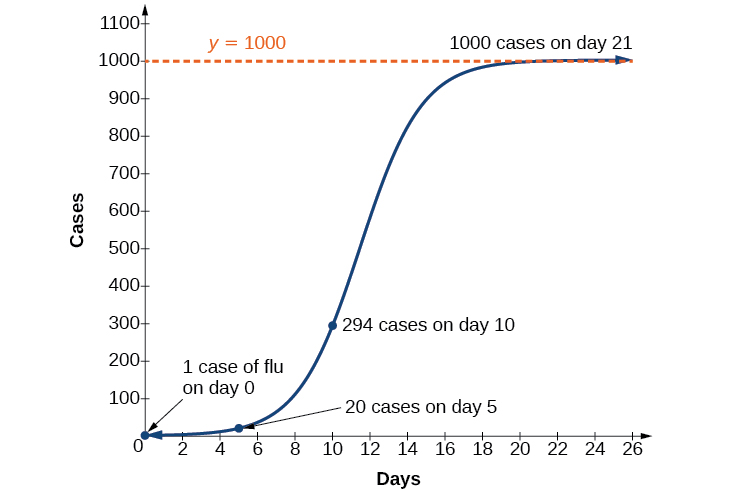 1100
y = 1000
1000 cases on day 21
1000
900
800
700
600
500
400
300
200
100
0
Cases
294 cases on day 10
1 case of flu
on day 0
20 cases on day 5
2 4 6 8 10 12 14 16 18 20 22 24 26
Days